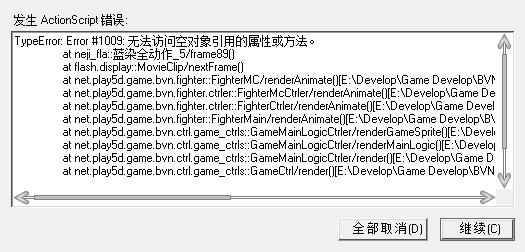 发生 ActionScript 错误:
TypeError: Error #1009: 无法访问空对象引用的属性或方法。
at neji_fla::蓝染全动作_5/frame89()
at flash.display::MovieClip/nextFrame()
at net.play5d.game.bvn.fighter::FighterMC/renderAnimate()[E:\Develop\Game Develop\BVN
at net.play5d.game.bvn.fighter.ctrler::FighterMcCtrler/renderAnimate()[E:\Develop\Game De
at net.play5d.game.bvn.fighter.ctrler::FighterCtrler/renderAnimate()[E:\Develop\Game Devel
at net.play5d.game.bvn.fighter::FighterMain/renderAnimate()[E:\Develop\Game Develop\BV
at net.play5d.game.bvn.ctrl.game_ctrls::GameMainLogicCtrler/renderGameSprite()[E:\Develo
at net.play5d.game.bvn.ctrl.game_ctrls::GameMainLogicCtrler/renderMainLogic()[E:\Develop
at net.play5d.game.bvn.ctrl.game_ctrls::GameMainLogicCtrler/render()[E:\Develop\Game D
at net.play5d.game.bvn.ctrl.game_ctrls::GameCtrl/render()[E:\Develop\Game Develop\BVN
全部取消(D) 继续(C)